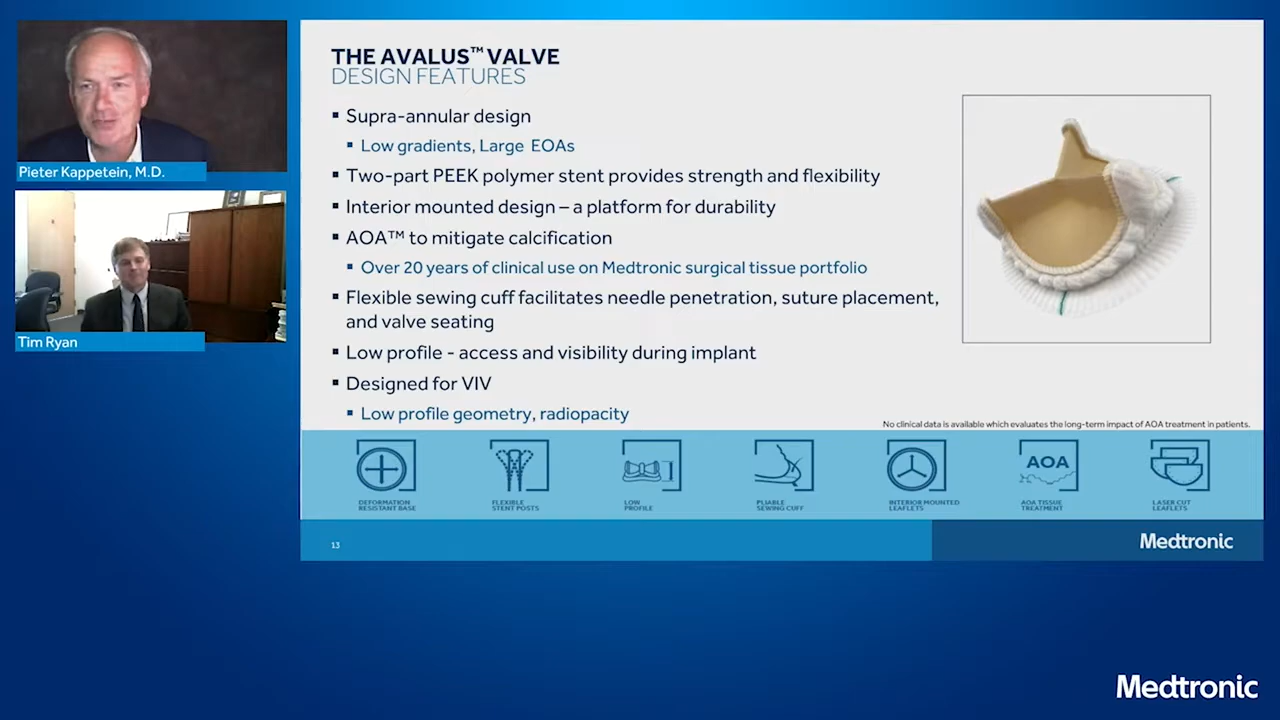 Pieter Kappetein, M.D.
Tim Ryan
THE AVALUS™ VALVE
DESIGN FEATURES
▪ Supra-annular design
▪ Low gradients, Large EOAs
▪ Two-part PEEK polymer stent provides strength and flexibility
▪ Interior mounted design – a platform for durability
▪ AOA™ to mitigate calcification
▪ Over 20 years of clinical use on Medtronic surgical tissue portfolio
▪ Flexible sewing cuff facilitates needle penetration, suture placement,
and valve seating
▪ Low profile - access and visibility during implant
▪ Designed for VIV
▪ Low profile geometry, radiopacity
No clinical data is available which evaluates the long-term impact of AOA treatment in patients.
DEFORMATION
RESISTANT BASE
FLEXIBLE
STENT POSTS
LOW
PROFILE
PLIABLE
SEWING CUFF
INTERIOR MOUNTED
LEAFLETS
AOA
AOA TISSUE
TREATMENT
LASER CUT
LEAFLETS
13
Medtronic
Medtronic